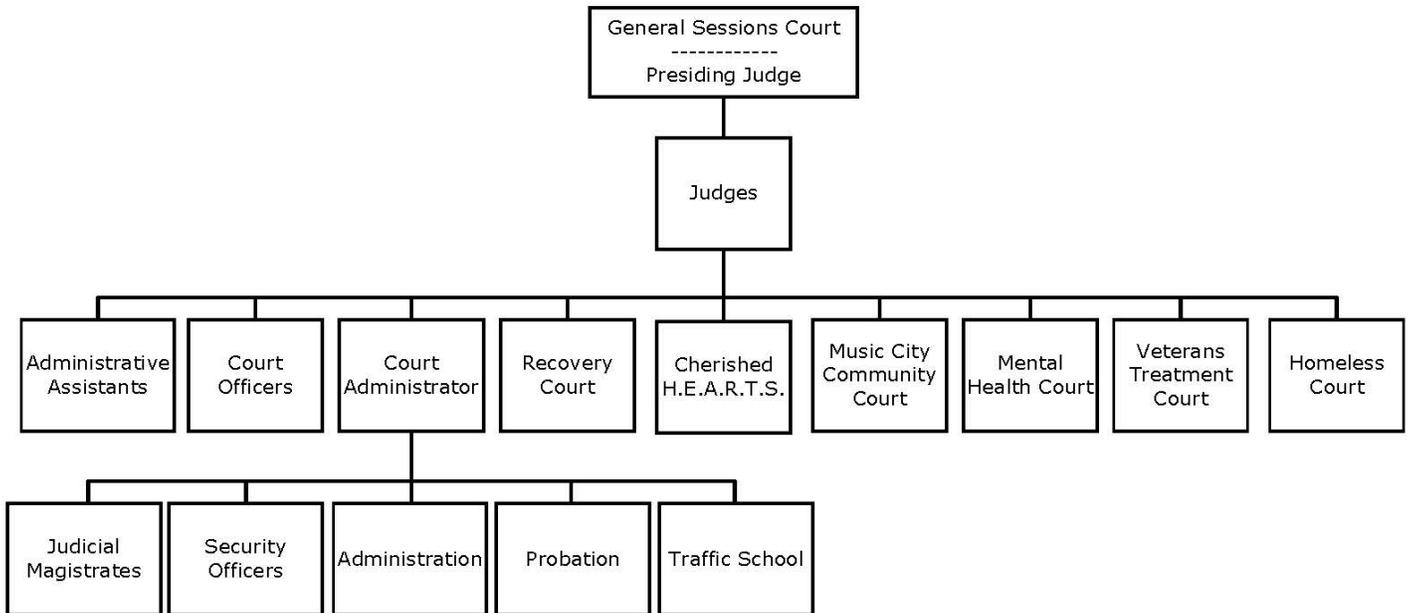 General Sessions Court
------------
Presiding Judge
Judges
Administrative
Assistants
Court
Officers
Court
Administrator
Recovery
Court
Cherished
H.E.A.R.T.S.
Music City
Community
Court
Mental
Health Court
Veterans
Treatment
Court
Homeless
Court
Judicial
Magistrates
Security
Officers
Administration
Probation
Traffic School